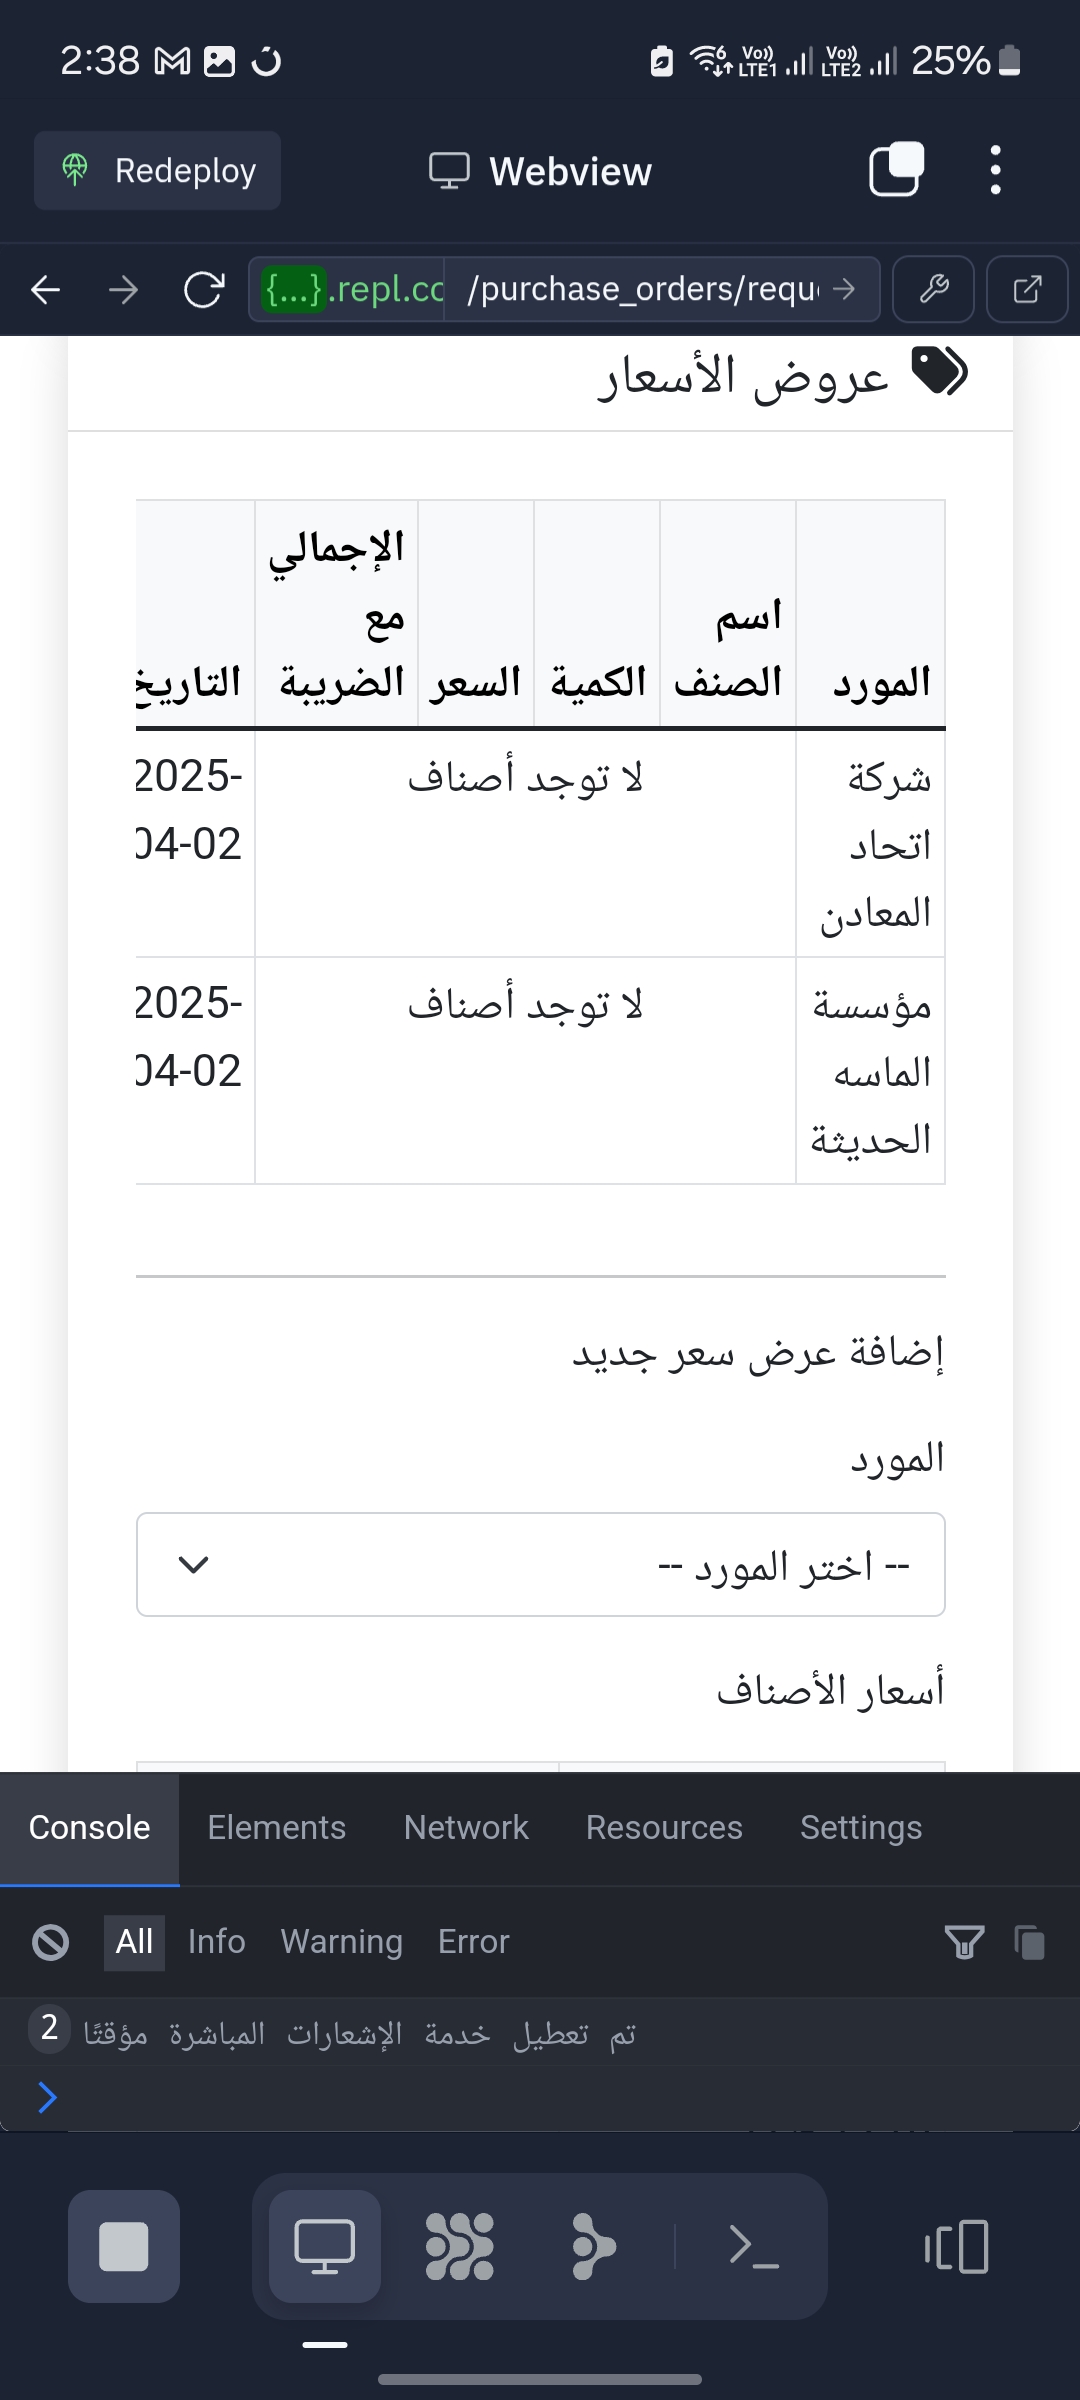 2:38
Vo)) LTE1 Vo)) LTE2 25%
Redeploy
Webview
{...}.repl.cc /purchase_orders/requ
عروض الأسعار
المورد
اسم الصنف
الكمية
السعر
الإجمالي مع الضريبة
التاريخ
شركة اتحاد المعادن
لا توجد أصناف
2025-04-02
مؤسسة الماسه الحديثة
لا توجد أصناف
2025-04-02
إضافة عرض سعر جديد
المورد
-- اختر المورد --
أسعار الأصناف
Console Elements Network Resources Settings
All Info Warning Error
2 تم تعطيل خدمة الإشعارات المباشرة مؤقتًا